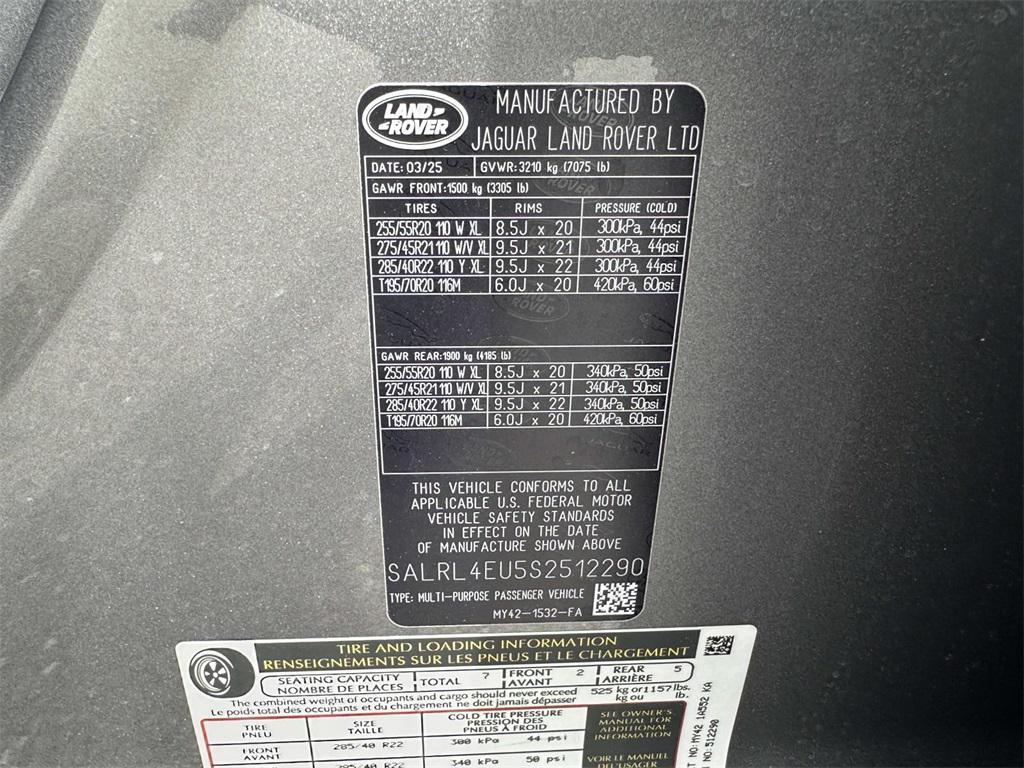 LAND-
-ROVER
MANUFACTURED BY
JAGUAR LAND ROVER LTD
DATE: 03/25 GVWR:3210 kg (7075 lb)
GAWR FRONT:1500 kg (3305 lb)
TIRES RIMS PRESSURE (COLD)
255/55R20 110 W XL 8.5J x 20 300kPa, 44psi
275/45R21 110 W/V XL 9.5J x 21 300kPa, 44psi
285/40R22 110 Y XL 9.5J x 22 300kPa, 44psi
T195/70R20 116M 6.0J x 20 420kPa, 60psi
GAWR REAR:1900 kg (4185 lb)
255/55R20 110 W XL 8.5J x 20 340kPa, 50psi
275/45R21 110 W/V XL 9.5J x 21 340kPa, 50psi
285/40R22 110 Y XL 9.5J x 22 340kPa, 50psi
T195/70R20 116M 6.0J x 20 420kPa, 60psi
THIS VEHICLE CONFORMS TO ALL
APPLICABLE U.S. FEDERAL MOTOR
VEHICLE SAFETY STANDARDS
IN EFFECT ON THE DATE
OF MANUFACTURE SHOWN ABOVE
SALRL4EU5S2512290
TYPE: MULTI-PURPOSE PASSENGER VEHICLE
MY42-1532-FA
TIRE AND LOADING INFORMATION
RENSEIGNEMENTS SUR LES PNEUS ET LE CHARGEMENT
SEATING CAPACITY TOTAL 7 FRONT 2 REAR 5
NOMBRE DE PLACES AVANT ARRIÈRE
The combined weight of occupants and cargo should never exceed 525 kg or 1157 lbs.
Le poids total des occupants et du chargement ne doit jamais dépasser kg ou lb.
TIRE SIZE COLD TIRE PRESSURE
PNEU TAILLE PRESSION DES
PNEUS À FROID
FRONT 285/40 R22 300 kPa 44 psi
AVANT
285/40 R22 340 kPa 50 psi
SEE OWNER'S
MANUAL FOR
ADDITIONAL
INFORMATION
VOIR LE MANUEL
DE L'USAGER
NO: MY42 1A552 KA
NO: 512290